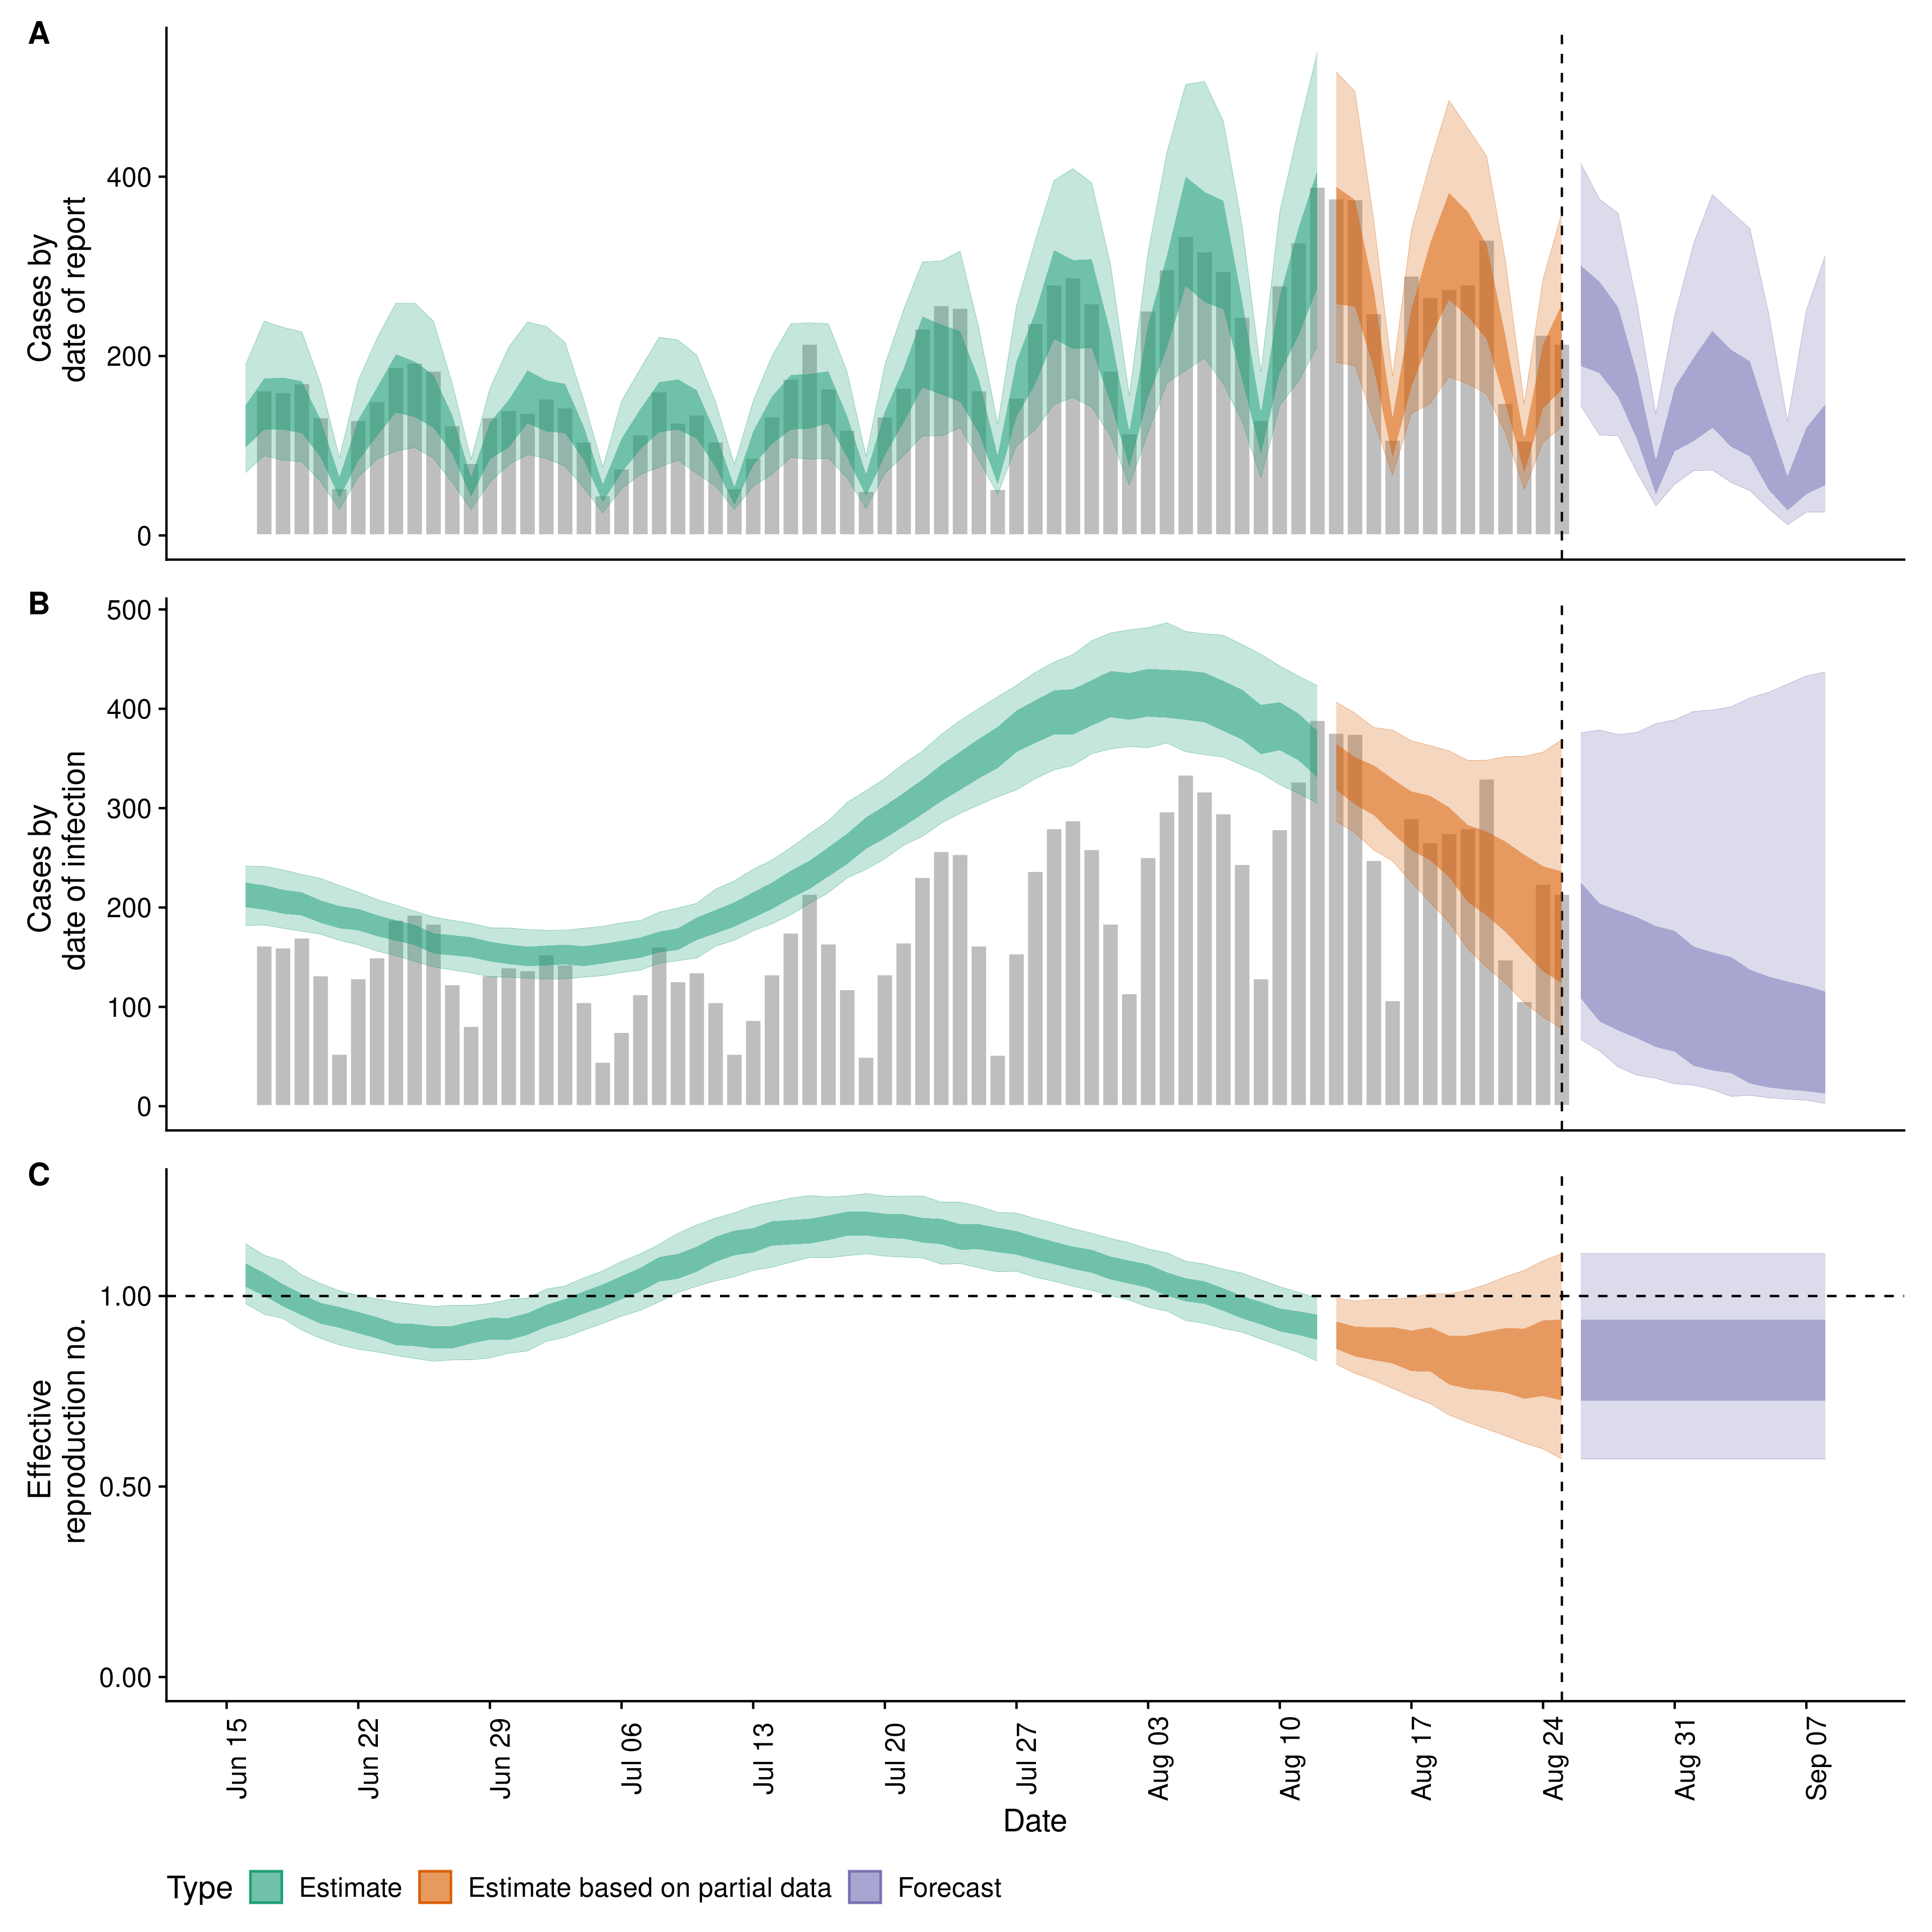 A
Cases by
date of report
400
200
0
B
Cases by
date of infection
500
400
300
200
100
0
C
Effective
reproduction no.
1.00
0.50
0.00
Jun 15
Jun 22
Jun 29
Jul 06
Jul 13
Jul 20
Jul 27
Aug 03
Aug 10
Aug 17
Aug 24
Aug 31
Sep 07
Date
Type Estimate Estimate based on partial data Forecast